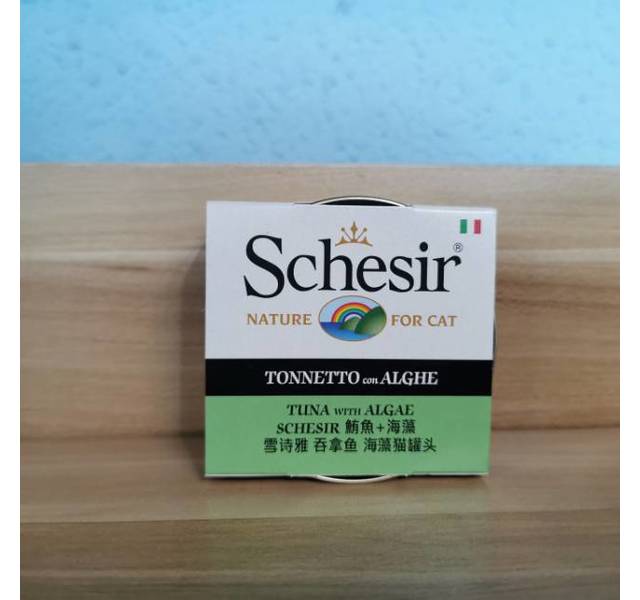 Schesir®
NATURE FOR CAT
TONNETTO con ALGHE
TUNA WITH ALGAE
SCHESIR 鮪魚+海藻
雪诗雅 吞拿鱼 海藻猫罐头